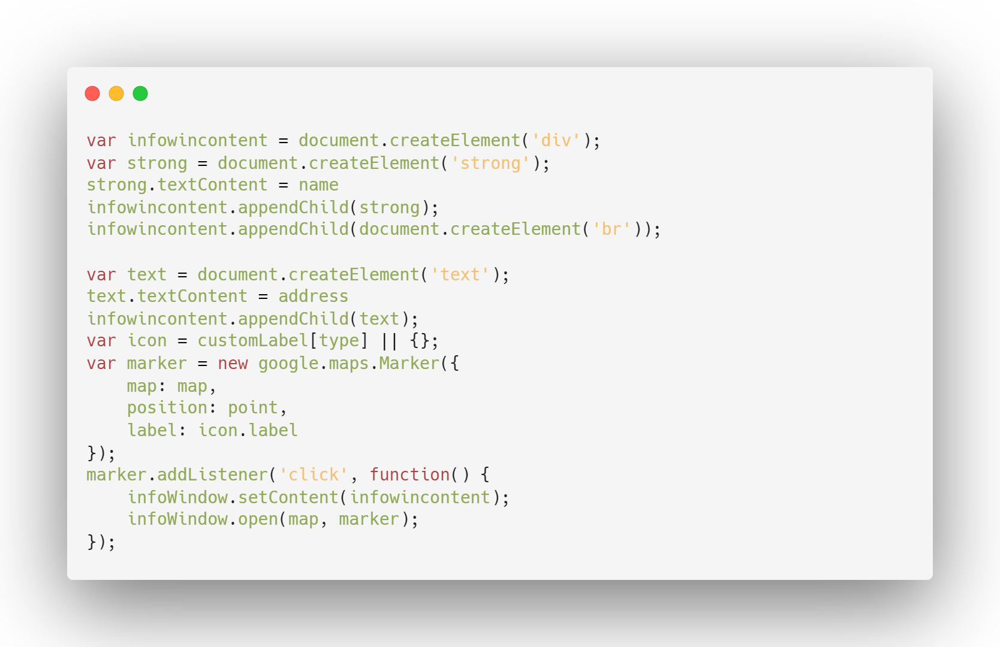 var infowincontent = document.createElement('div');
var strong = document.createElement('strong');
strong.textContent = name
infowincontent.appendChild(strong);
infowincontent.appendChild(document.createElement('br'));

var text = document.createElement('text');
text.textContent = address
infowincontent.appendChild(text);
var icon = customLabel[type] || {};
var marker = new google.maps.Marker({
    map: map,
    position: point,
    label: icon.label
});
marker.addListener('click', function() {
    infoWindow.setContent(infowincontent);
    infoWindow.open(map, marker);
});